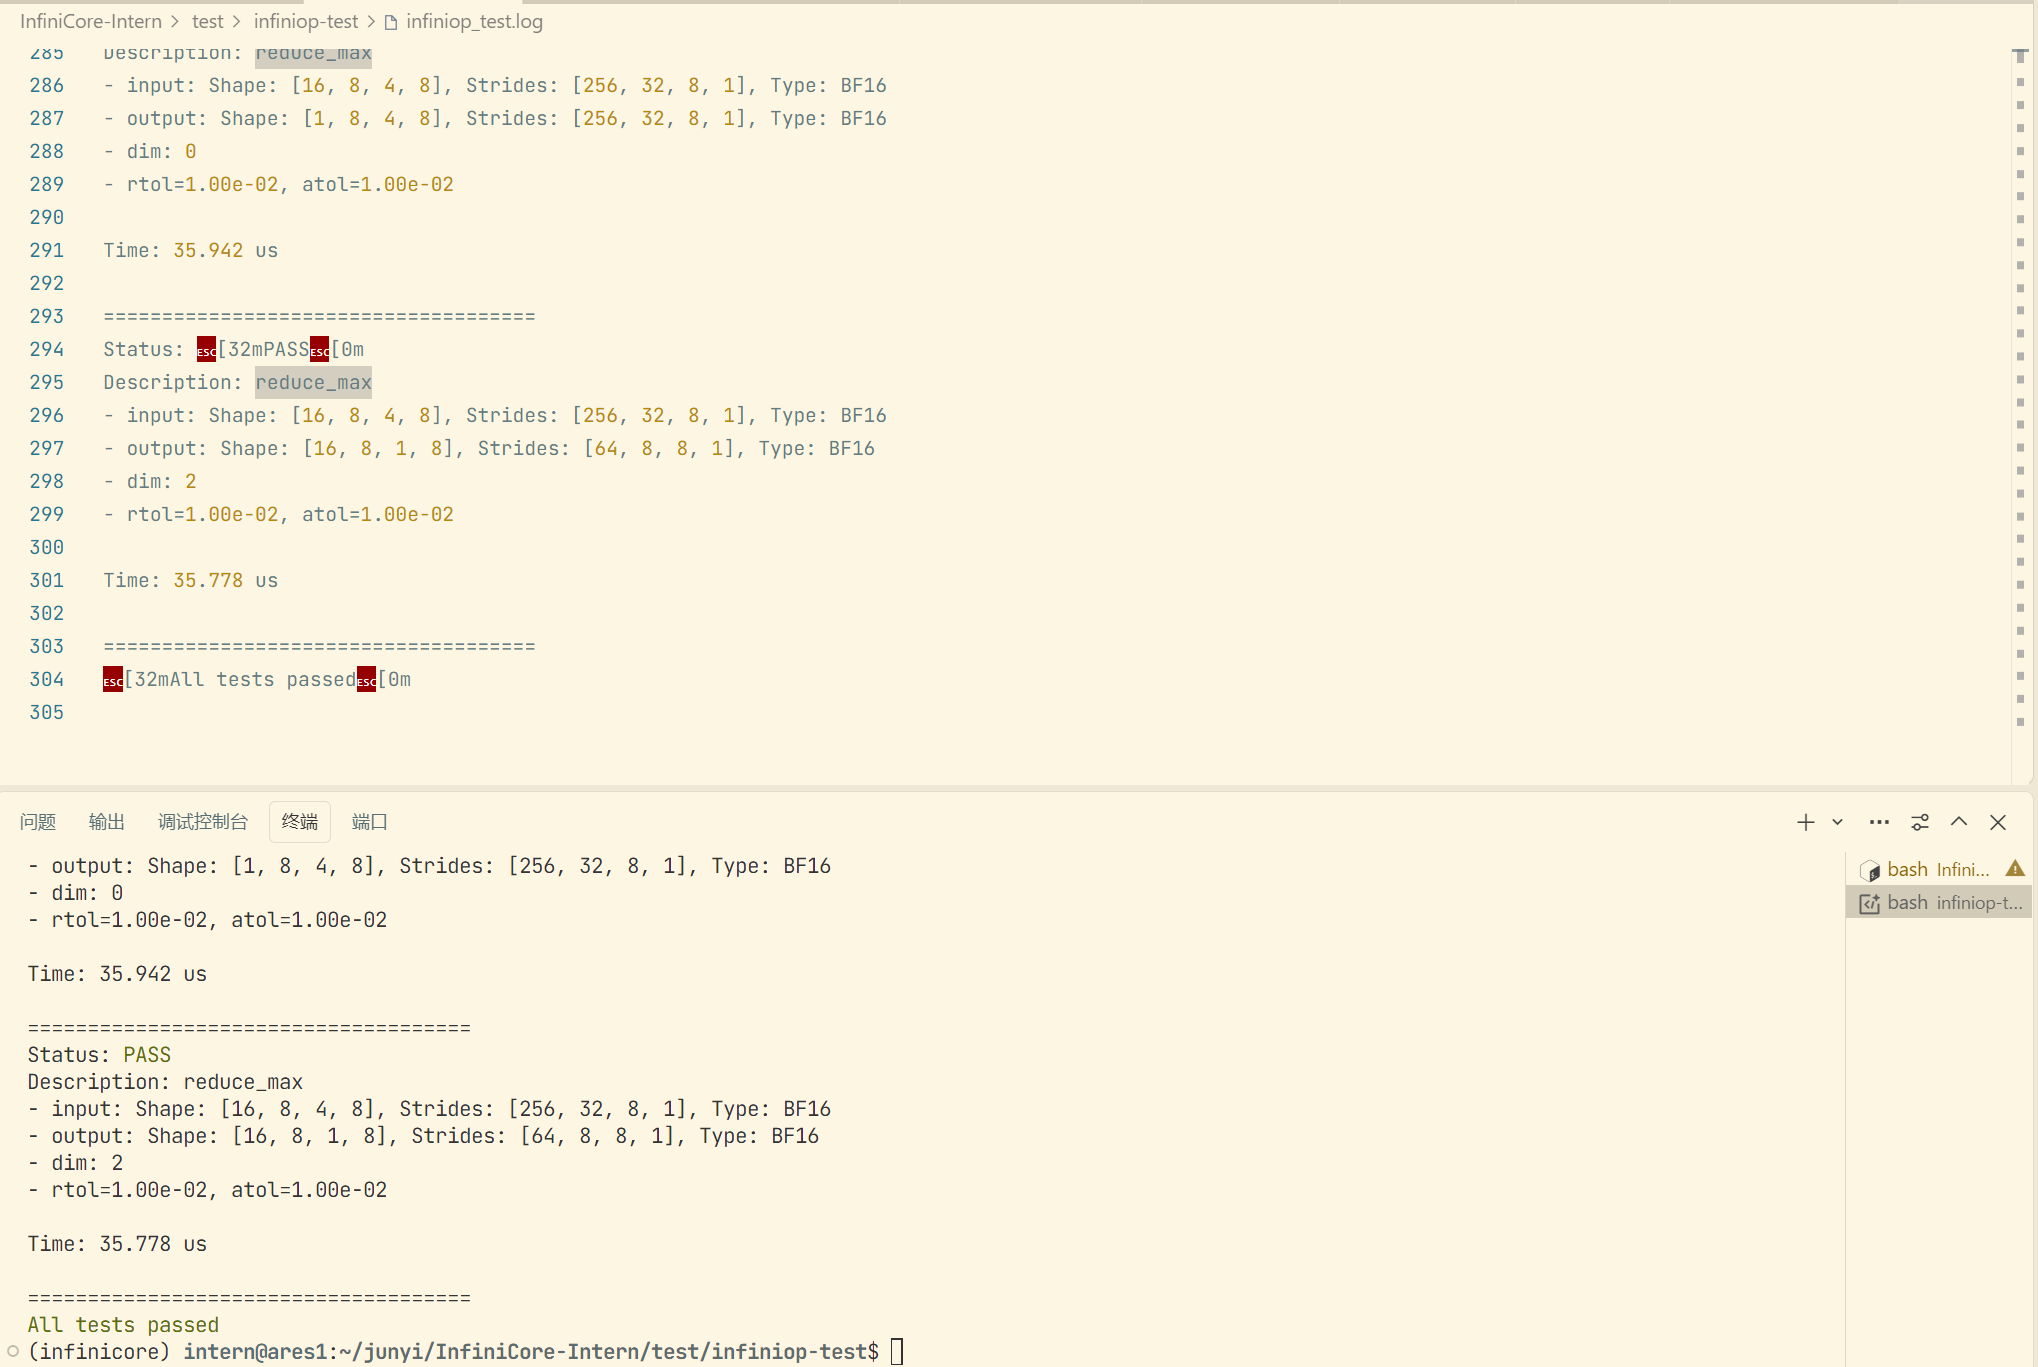 InfiniCore-Intern > test > infiniop-test > infiniop_test.log
285 Description: reduce_max
286 - input: Shape: [16, 8, 4, 8], Strides: [256, 32, 8, 1], Type: BF16
287 - output: Shape: [1, 8, 4, 8], Strides: [256, 32, 8, 1], Type: BF16
288 - dim: 0
289 - rtol=1.00e-02, atol=1.00e-02
290
291 Time: 35.942 us
292
293 =====================================
294 Status: ESC[32mPASSESC[0m
295 Description: reduce_max
296 - input: Shape: [16, 8, 4, 8], Strides: [256, 32, 8, 1], Type: BF16
297 - output: Shape: [16, 8, 1, 8], Strides: [64, 8, 8, 1], Type: BF16
298 - dim: 2
299 - rtol=1.00e-02, atol=1.00e-02
300
301 Time: 35.778 us
302
303 =====================================
304 ESC[32mAll tests passedESC[0m
305
问题 输出 调试控制台 终端 端口
- output: Shape: [1, 8, 4, 8], Strides: [256, 32, 8, 1], Type: BF16
- dim: 0
- rtol=1.00e-02, atol=1.00e-02
Time: 35.942 us
=====================================
Status: PASS
Description: reduce_max
- input: Shape: [16, 8, 4, 8], Strides: [256, 32, 8, 1], Type: BF16
- output: Shape: [16, 8, 1, 8], Strides: [64, 8, 8, 1], Type: BF16
- dim: 2
- rtol=1.00e-02, atol=1.00e-02
Time: 35.778 us
=====================================
All tests passed
(infinicore) intern@ares1:~/junyi/InfiniCore-Intern/test/infiniop-test$
bash Infini...
bash infiniop-t...